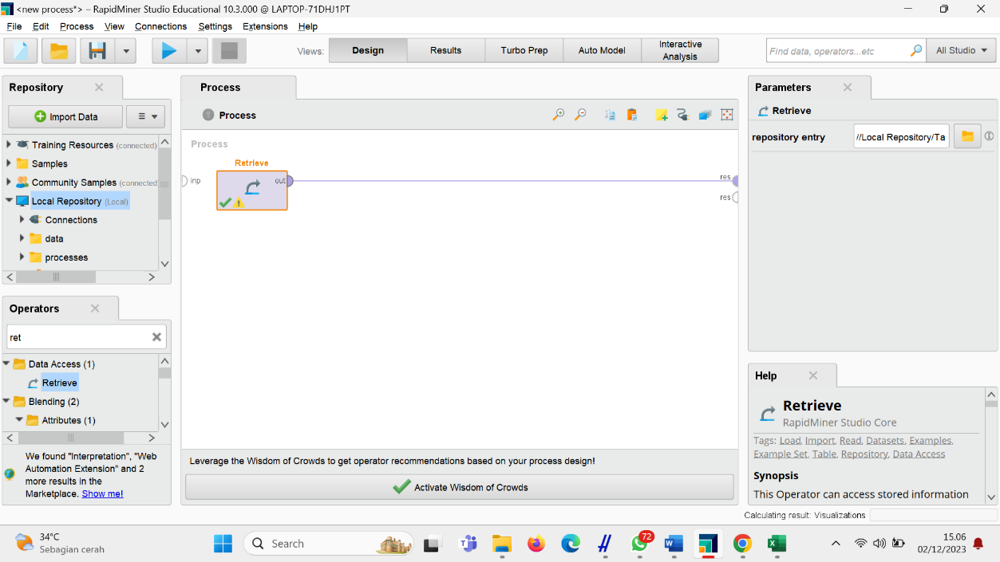 <new process*> – RapidMiner Studio Educational 10.3.000 @ LAPTOP-71DHJ1PT
File Edit Process View Connections Settings Extensions Help
Views: Design Results Turbo Prep Auto Model Interactive Analysis
Find data, operators...etc All Studio
Repository
Import Data
Training Resources (connected)
Samples
Community Samples (connected
Local Repository (Local)
Connections
data
processes
Operators
ret
Data Access (1)
Retrieve
Blending (2)
Attributes (1)
We found "Interpretation", "Web
Automation Extension" and 2
more results in the
Marketplace. Show me!
Process
Process
Process
Retrieve
inp
out
res
res
Leverage the Wisdom of Crowds to get operator recommendations based on your process design!
Activate Wisdom of Crowds
Parameters
Retrieve
repository entry //Local Repository/Ta
Help
Retrieve
RapidMiner Studio Core
Tags: Load, Import, Read, Datasets, Examples,
Example Set, Table, Repository, Data Access
Synopsis
This Operator can access stored information
Calculating result: Visualizations
34°C
Sebagian cerah
Search
72
15.06
02/12/2023